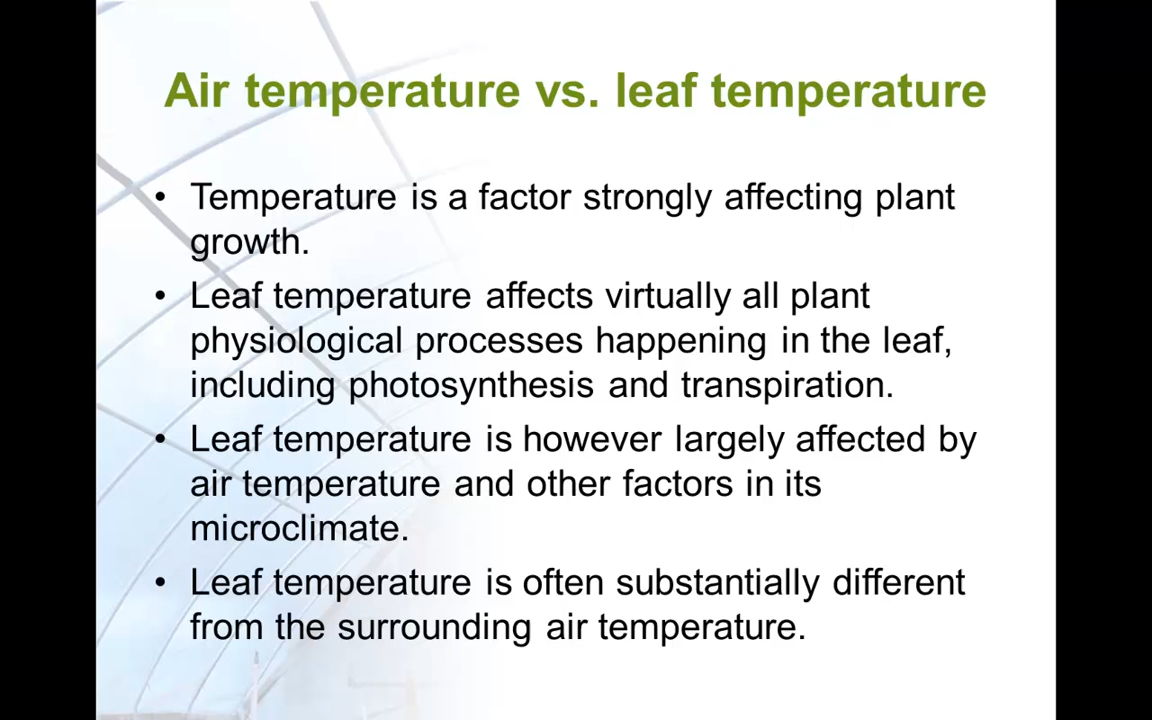 Air temperature vs. leaf temperature
• Temperature is a factor strongly affecting plant
growth.
• Leaf temperature affects virtually all plant
physiological processes happening in the leaf,
including photosynthesis and transpiration.
• Leaf temperature is however largely affected by
air temperature and other factors in its
microclimate.
• Leaf temperature is often substantially different
from the surrounding air temperature.